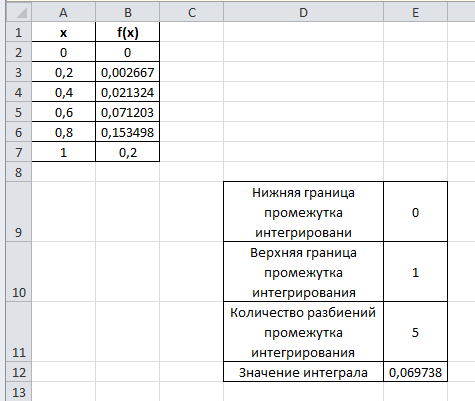 A B C D E
1 x f(x)
2 0 0
3 0,2 0,002667
4 0,4 0,021324
5 0,6 0,071203
6 0,8 0,153498
7 1 0,2
8
Нижняя граница
промежутка
9 интегрировани 0
Верхняя граница
промежутка
10 интегрирования 1
Количество разбиений
промежутка
11 интегрирования 5
12 Значение интеграла 0,069738
13